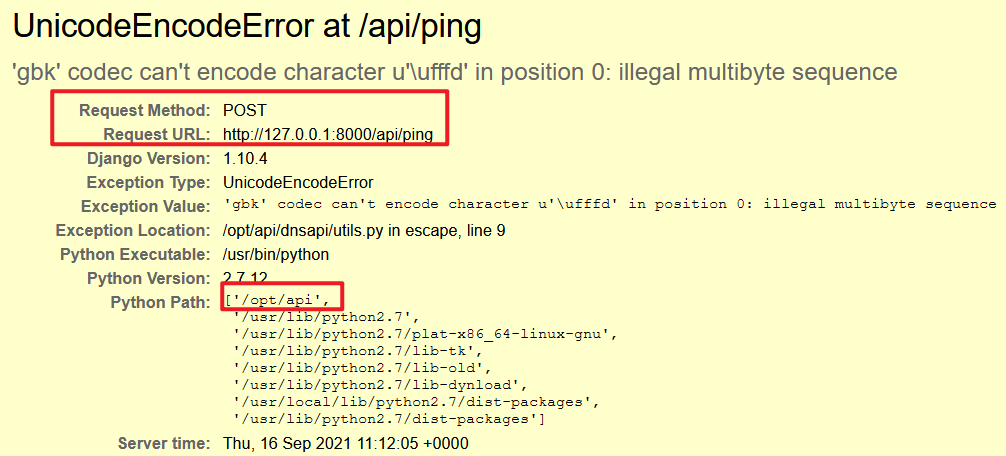 UnicodeEncodeError at /api/ping
'gbk' codec can't encode character u'\ufffd' in position 0: illegal multibyte sequence
Request Method: POST
Request URL: http://127.0.0.1:8000/api/ping
Django Version: 1.10.4
Exception Type: UnicodeEncodeError
Exception Value: 'gbk' codec can't encode character u'\ufffd' in position 0: illegal multibyte sequence
Exception Location: /opt/api/dnsapi/utils.py in escape, line 9
Python Executable: /usr/bin/python
Python Version: 2.7.12
Python Path: ['/opt/api',
'/usr/lib/python2.7',
'/usr/lib/python2.7/plat-x86_64-linux-gnu',
'/usr/lib/python2.7/lib-tk',
'/usr/lib/python2.7/lib-old',
'/usr/lib/python2.7/lib-dynload',
'/usr/local/lib/python2.7/dist-packages',
'/usr/lib/python2.7/dist-packages']
Server time: Thu, 16 Sep 2021 11:12:05 +0000